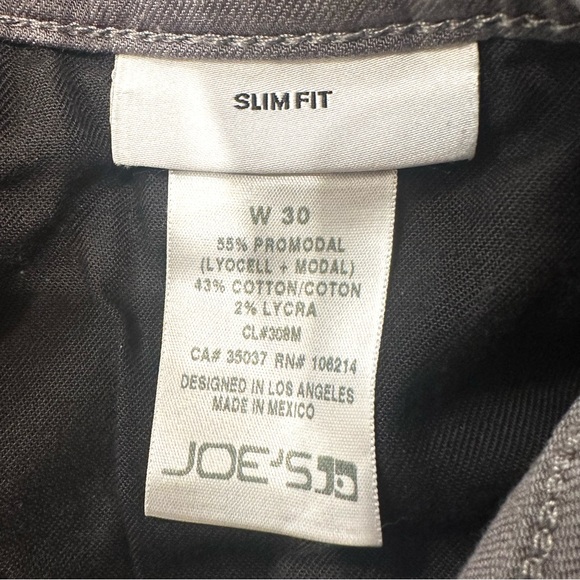 SLIM FIT
W 30
55% PROMODAL
(LYOCELL + MODAL)
43% COTTON/COTON
2% LYCRA
CL#308M
CA# 35037 RN# 106214
DESIGNED IN LOS ANGELES
MADE IN MEXICO
JOE'S